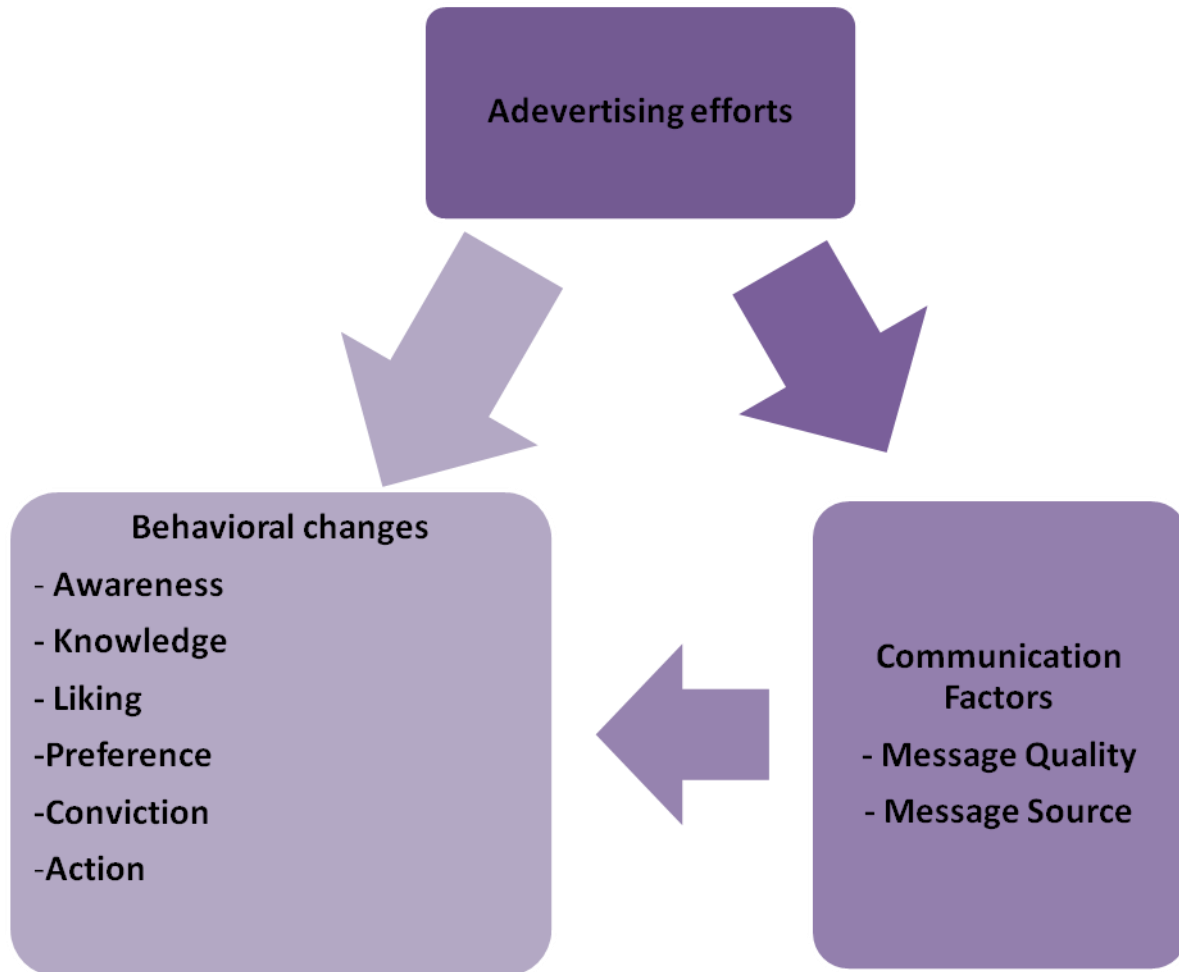 Adevertising efforts
Behavioral changes
- Awareness
- Knowledge
- Liking
-Preference
-Conviction
-Action
Communication
Factors
- Message Quality
- Message Source